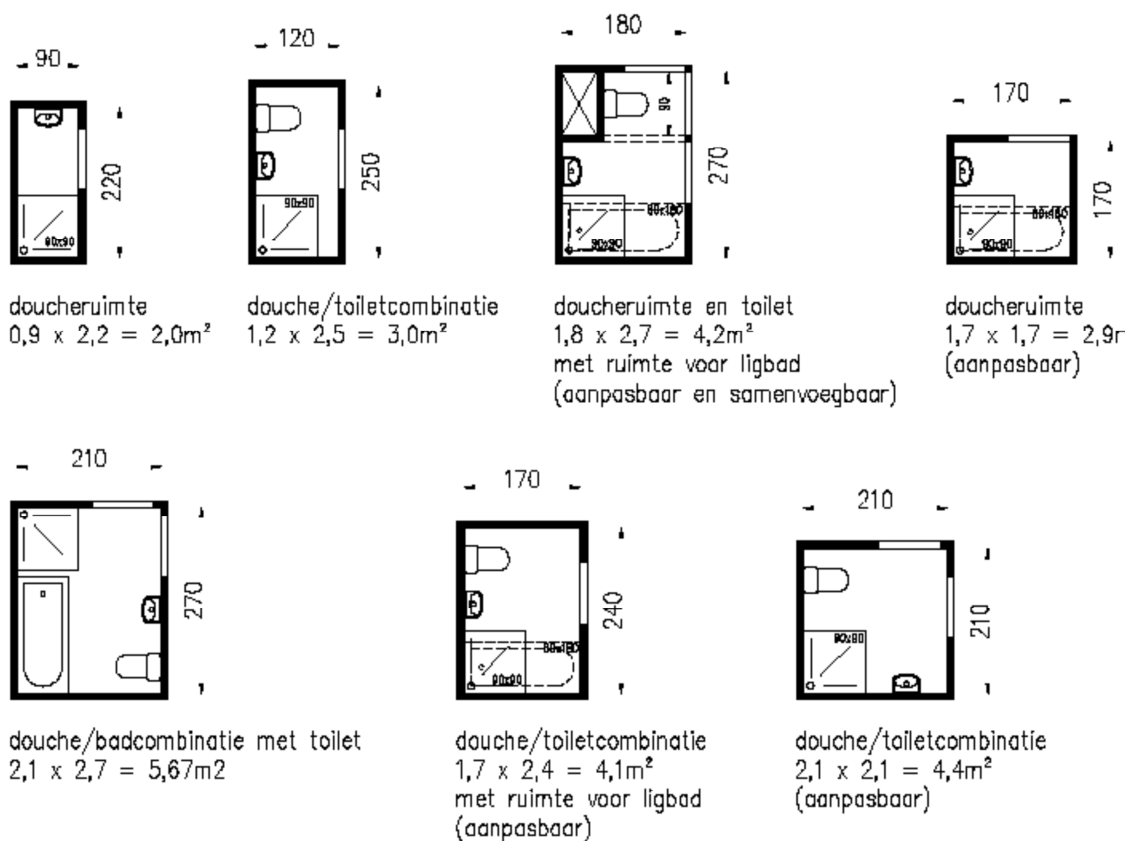 90
220
90x90
doucheruimte
0,9 x 2,2 = 2,0m²
120
250
90x90
douche/toiletcombinatie
1,2 x 2,5 = 3,0m²
180
90
270
80x180
90x90
doucheruimte en toilet
1,8 x 2,7 = 4,2m²
met ruimte voor ligbad
(aanpasbaar en samenvoegbaar)
170
170
90x90
doucheruimte
1,7 x 1,7 = 2,9m
(aanpasbaar)
210
270
douche/badcombinatie met toilet
2,1 x 2,7 = 5,67m2
170
240
90x90
douche/toiletcombinatie
1,7 x 2,4 = 4,1m²
met ruimte voor ligbad
(aanpasbaar)
210
210
90x90
douche/toiletcombinatie
2,1 x 2,1 = 4,4m²
(aanpasbaar)